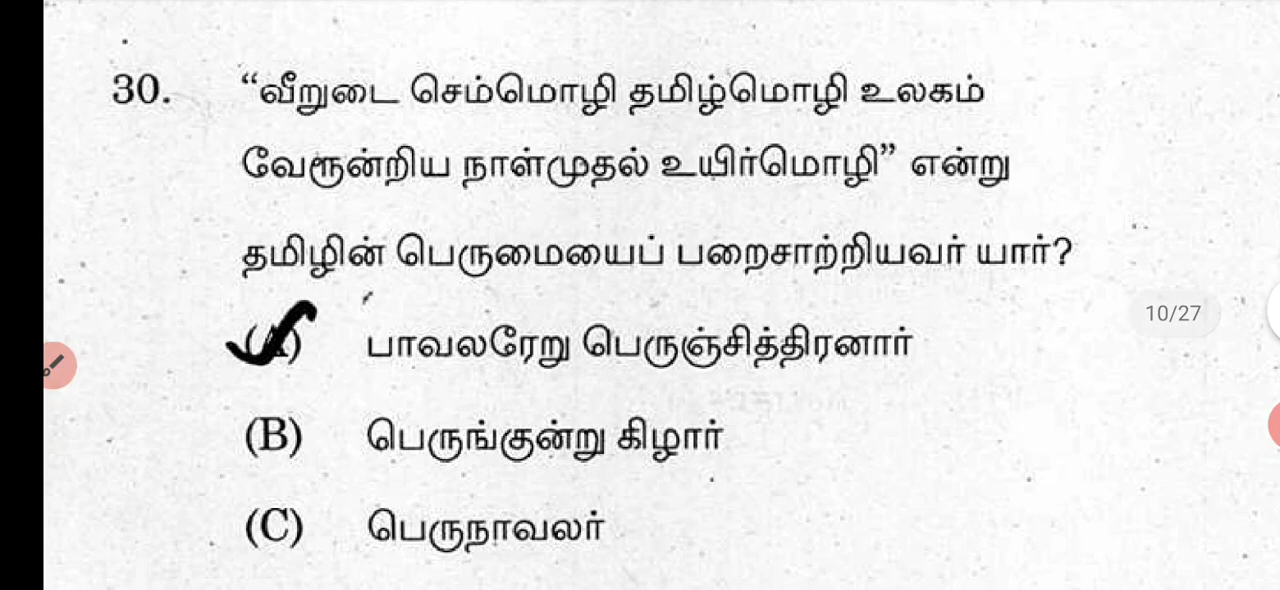 30. “வீறுடை செம்மொழி தமிழ்மொழி உலகம்
வேரூன்றிய நாள்முதல் உயிர்மொழி” என்று
தமிழின் பெருமையைப் பறைசாற்றியவர் யார்?
(A) பாவலரேறு பெருஞ்சித்திரனார்
10/27
(B) பெருங்குன்று கிழார்
(C) பெருநாவலர்